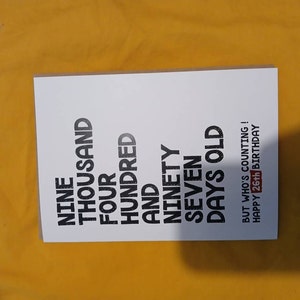 NINE
THOUSAND
FOUR
HUNDRED
AND
NINETY
SEVEN
DAYS OLD
BUT WHO'S COUNTING !
HAPPY 26th BIRTHDAY